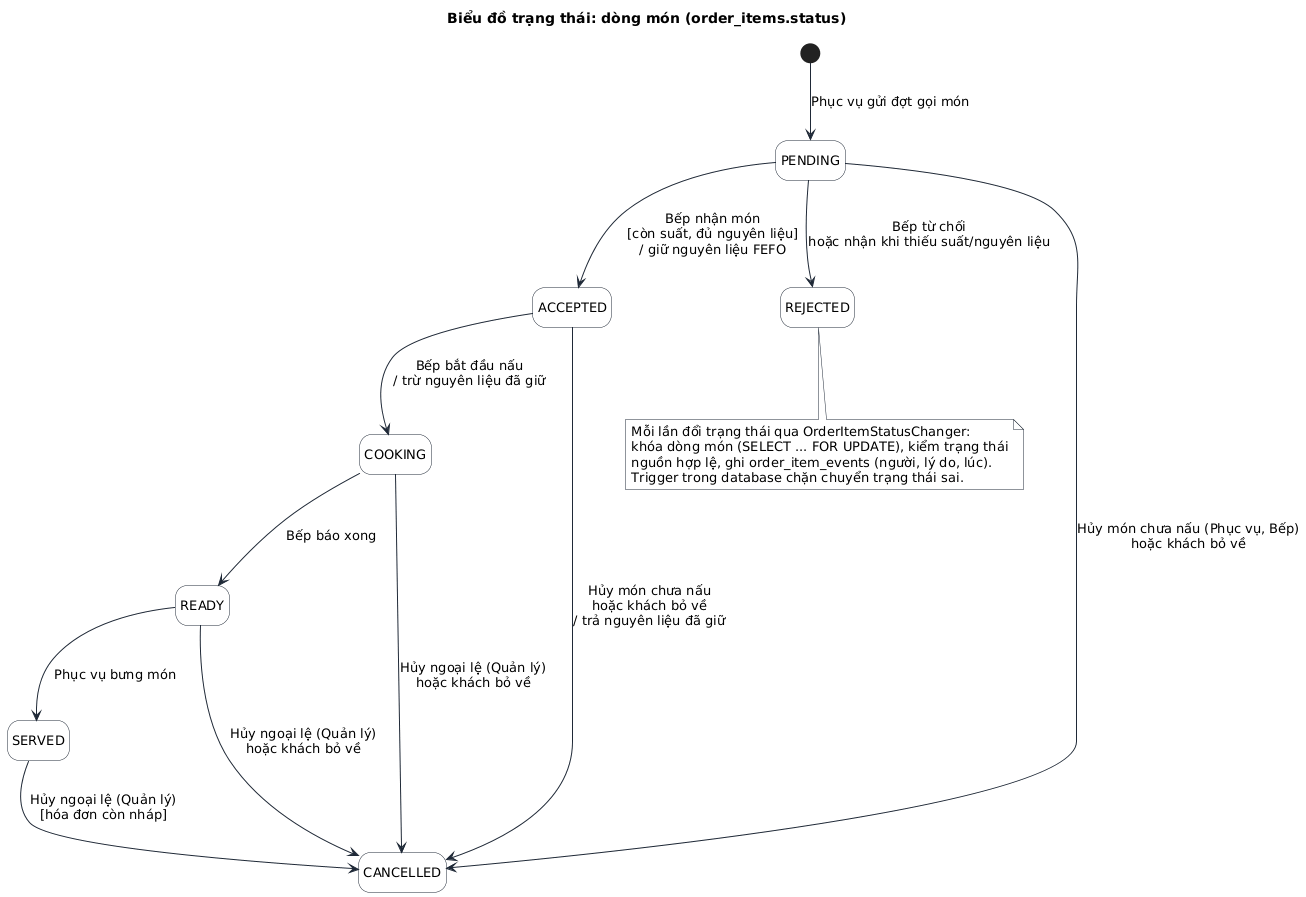 Biểu đồ trạng thái: dòng món (order_items.status)
Phục vụ gửi đợt gọi món
PENDING
Bếp nhận món
[còn suất, đủ nguyên liệu]
/ giữ nguyên liệu FEFO
Bếp từ chối
hoặc nhận khi thiếu suất/nguyên liệu
ACCEPTED
REJECTED
Bếp bắt đầu nấu
/ trừ nguyên liệu đã giữ
Mỗi lần đổi trạng thái qua OrderItemStatusChanger:
khóa dòng món (SELECT ... FOR UPDATE), kiểm trạng thái
nguồn hợp lệ, ghi order_item_events (người, lý do, lúc).
Trigger trong database chặn chuyển trạng thái sai.
COOKING
Bếp báo xong
Hủy món chưa nấu (Phục vụ, Bếp)
hoặc khách bỏ về
READY
Hủy món chưa nấu
hoặc khách bỏ về
/ trả nguyên liệu đã giữ
Phục vụ bưng món
Hủy ngoại lệ (Quản lý)
hoặc khách bỏ về
SERVED
Hủy ngoại lệ (Quản lý)
hoặc khách bỏ về
Hủy ngoại lệ (Quản lý)
[hóa đơn còn nháp]
CANCELLED